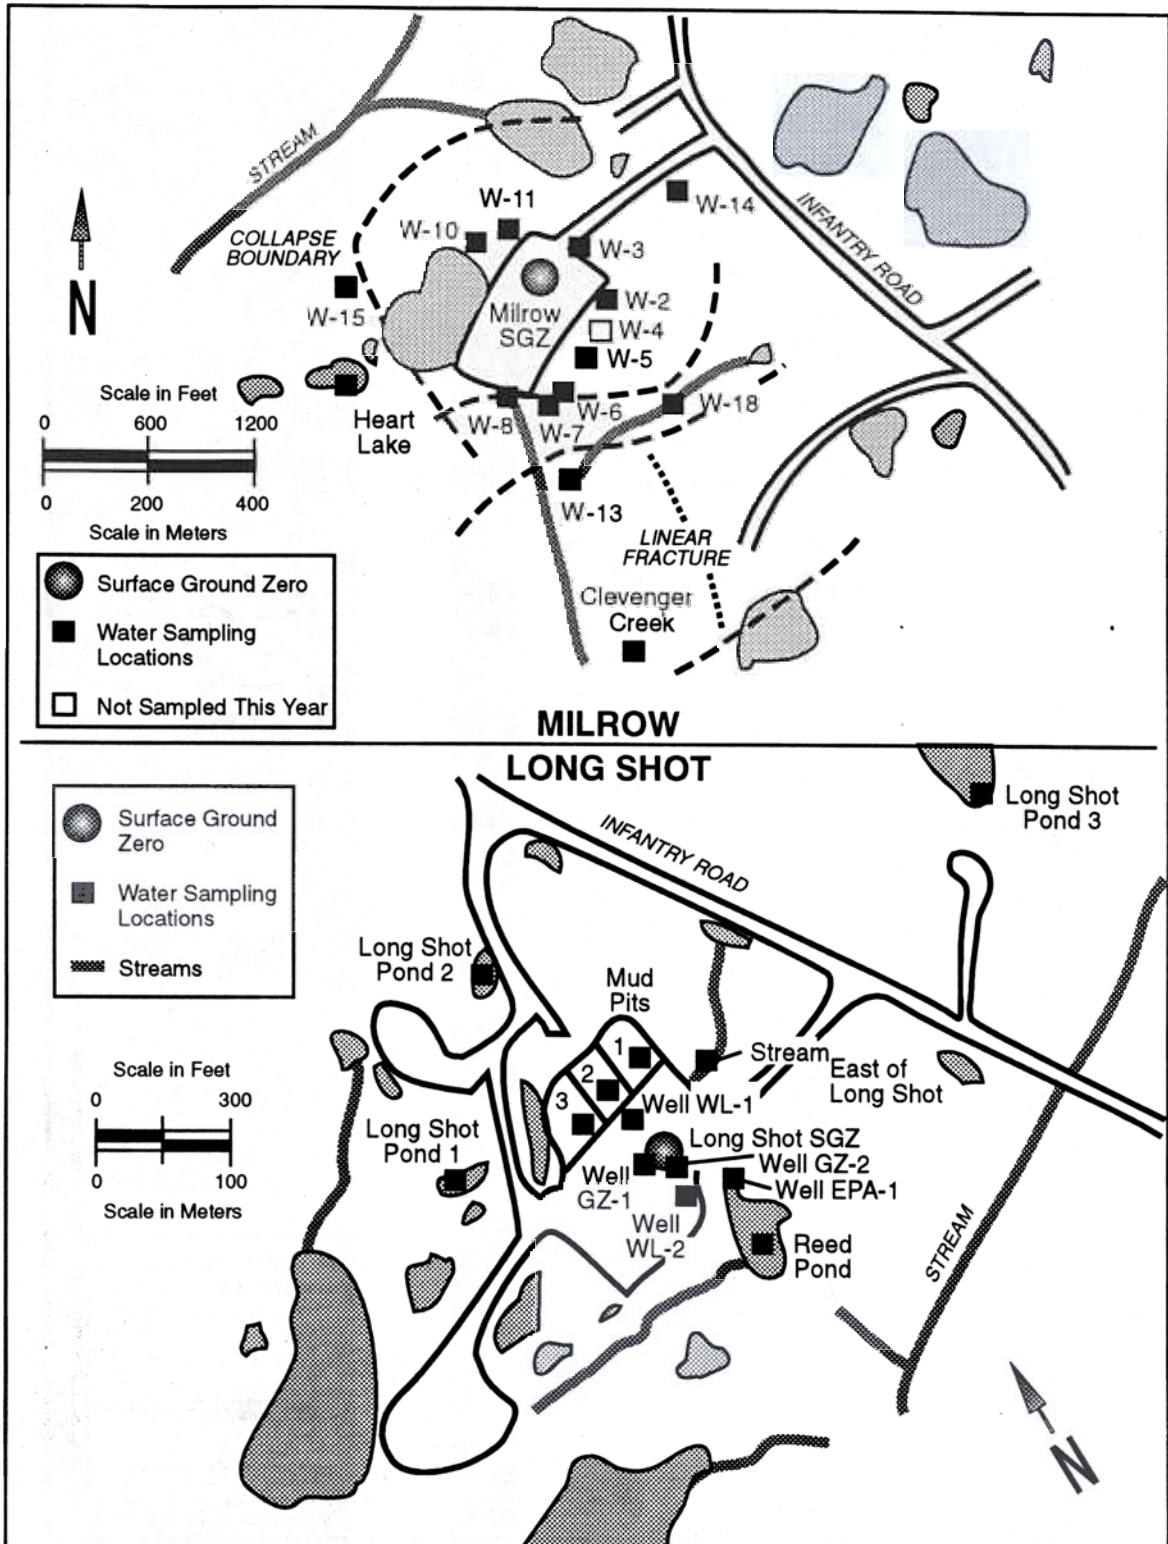 STREAM
W-11
W-10
W-14
COLLAPSE
BOUNDARY
W-3
INFANTRY ROAD
N
W-15
W-2
Milrow
SGZ
W-4
W-5
Scale in Feet
0 600 1200
0 200 400
Scale in Meters
Heart
Lake
W-8
W-7
W-6
W-18
W-13
LINEAR
FRACTURE
Clevenger
Creek
Surface Ground Zero
Water Sampling
Locations
Not Sampled This Year
MILROW
LONG SHOT
Surface Ground
Zero
Water Sampling
Locations
Streams
INFANTRY ROAD
Long Shot
Pond 3
Long Shot
Pond 2
Mud
Pits
1
2
3
Stream
East of
Long Shot
Well WL-1
Scale in Feet
0 300
0 100
Scale in Meters
Long Shot
Pond 1
Long Shot SGZ
Well GZ-2
Well EPA-1
Well
GZ-1
Well
WL-2
Reed
Pond
STREAM
N